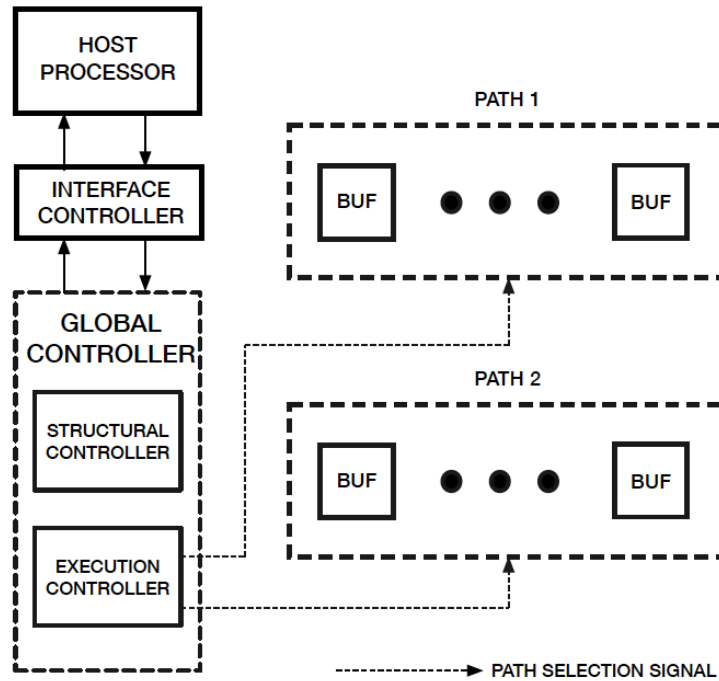 HOST
PROCESSOR
INTERFACE
CONTROLLER
GLOBAL
CONTROLLER
STRUCTURAL
CONTROLLER
EXECUTION
CONTROLLER
PATH 1
BUF
BUF
PATH 2
BUF
BUF
PATH SELECTION SIGNAL